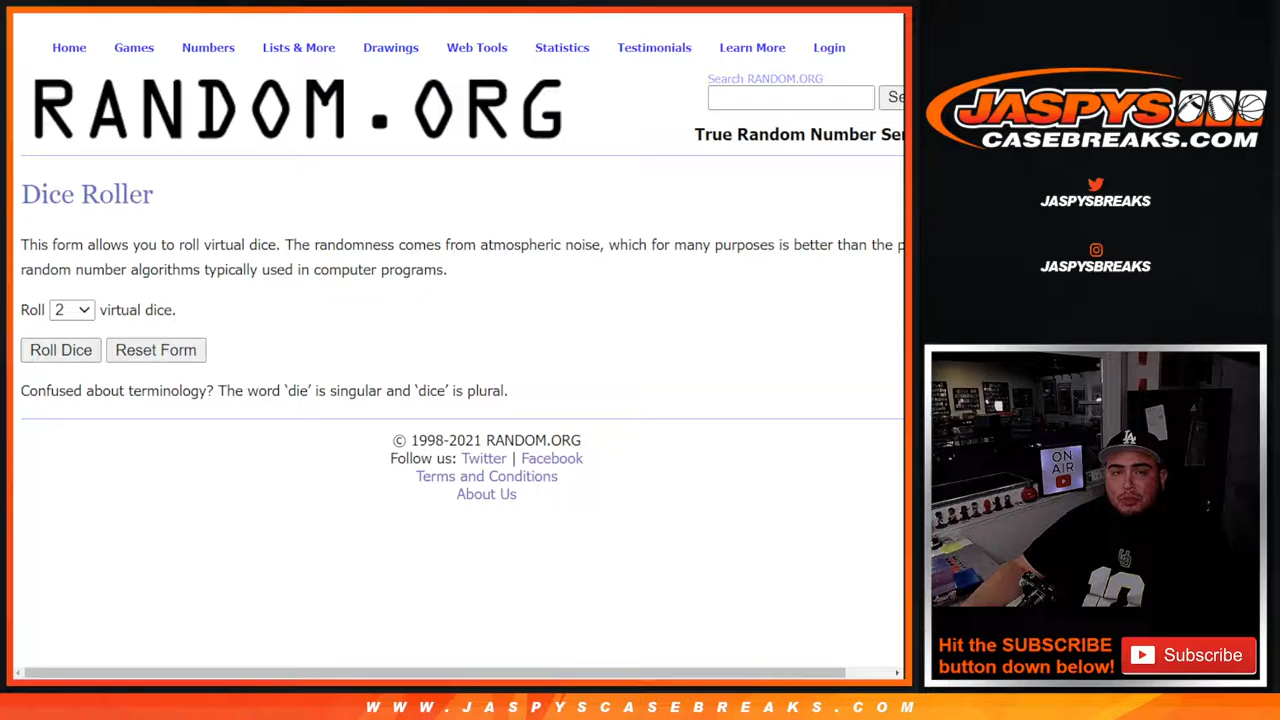 Home Games Numbers Lists & More Drawings Web Tools Statistics Testimonials Learn More Login
RANDOM.ORG
Search RANDOM.ORG
Se
True Random Number Ser
Dice Roller
This form allows you to roll virtual dice. The randomness comes from atmospheric noise, which for many purposes is better than the p
random number algorithms typically used in computer programs.
Roll 2 virtual dice.
Roll Dice Reset Form
Confused about terminology? The word ‘die’ is singular and ‘dice’ is plural.
© 1998-2021 RANDOM.ORG
Follow us: Twitter | Facebook
Terms and Conditions
About Us
JASPYS
CASEBREAKS.COM
JASPYSBREAKS
JASPYSBREAKS
ON
AIR
LA
10
Hit the SUBSCRIBE
button down below!
Subscribe
WWW.JASPYSCASEBREAKS.COM